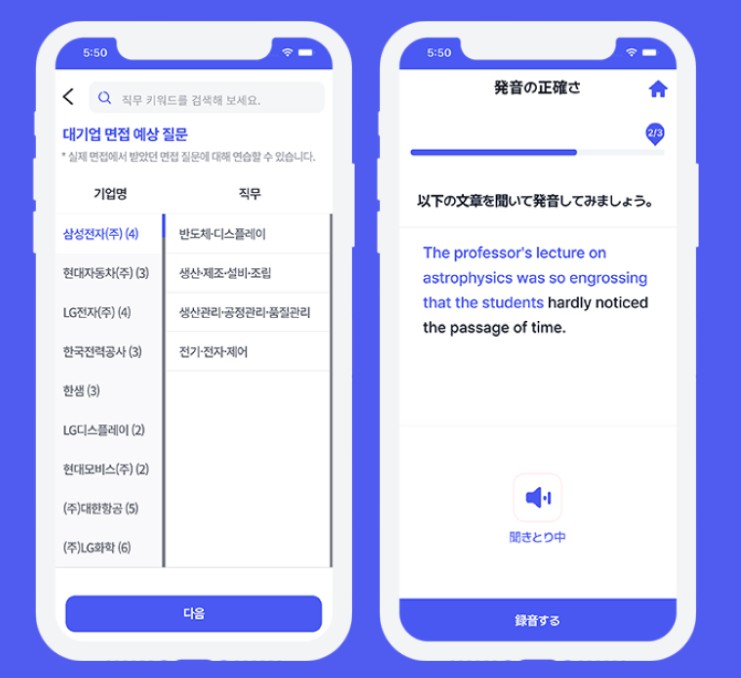 5:50
직무 키워드를 검색해 보세요.
대기업 면접 예상 질문
* 실제 면접에서 받았던 면접 질문에 대해 연습할 수 있습니다.
기업명 직무
삼성전자(주) (4) 반도체·디스플레이
현대자동차(주) (3) 생산·제조·설비·조립
LG전자(주) (4) 생산관리·공정관리·품질관리
한국전력공사 (3) 전기·전자·제어
한샘 (3)
LG디스플레이 (2)
현대모비스(주) (2)
(주)대한항공 (5)
(주)LG화학 (6)
다음
5:50
発音の正確さ
2/3
以下の文章を聞いて発音してみましょう。
The professor's lecture on
astrophysics was so engrossing
that the students hardly noticed
the passage of time.
聞きとり中
録音する